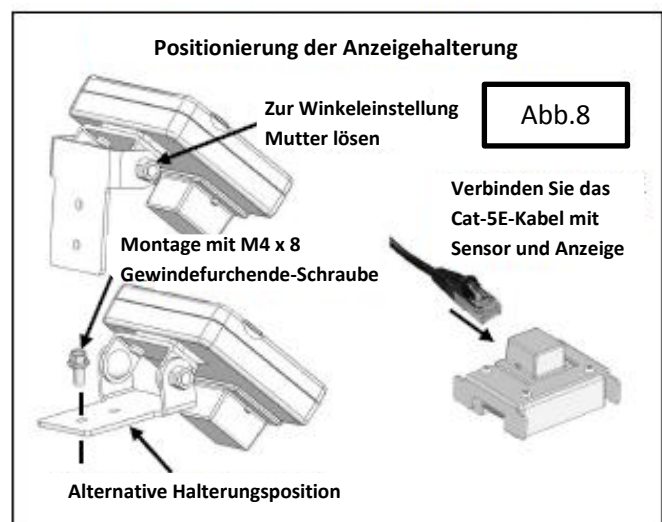 Positionierung der Anzeigehalterung
Zur Winkeleinstellung
Mutter lösen
Abb.8
Verbinden Sie das
Cat-5E-Kabel mit
Sensor und Anzeige
Montage mit M4 x 8
Gewindefurchende-Schraube
Alternative Halterungsposition